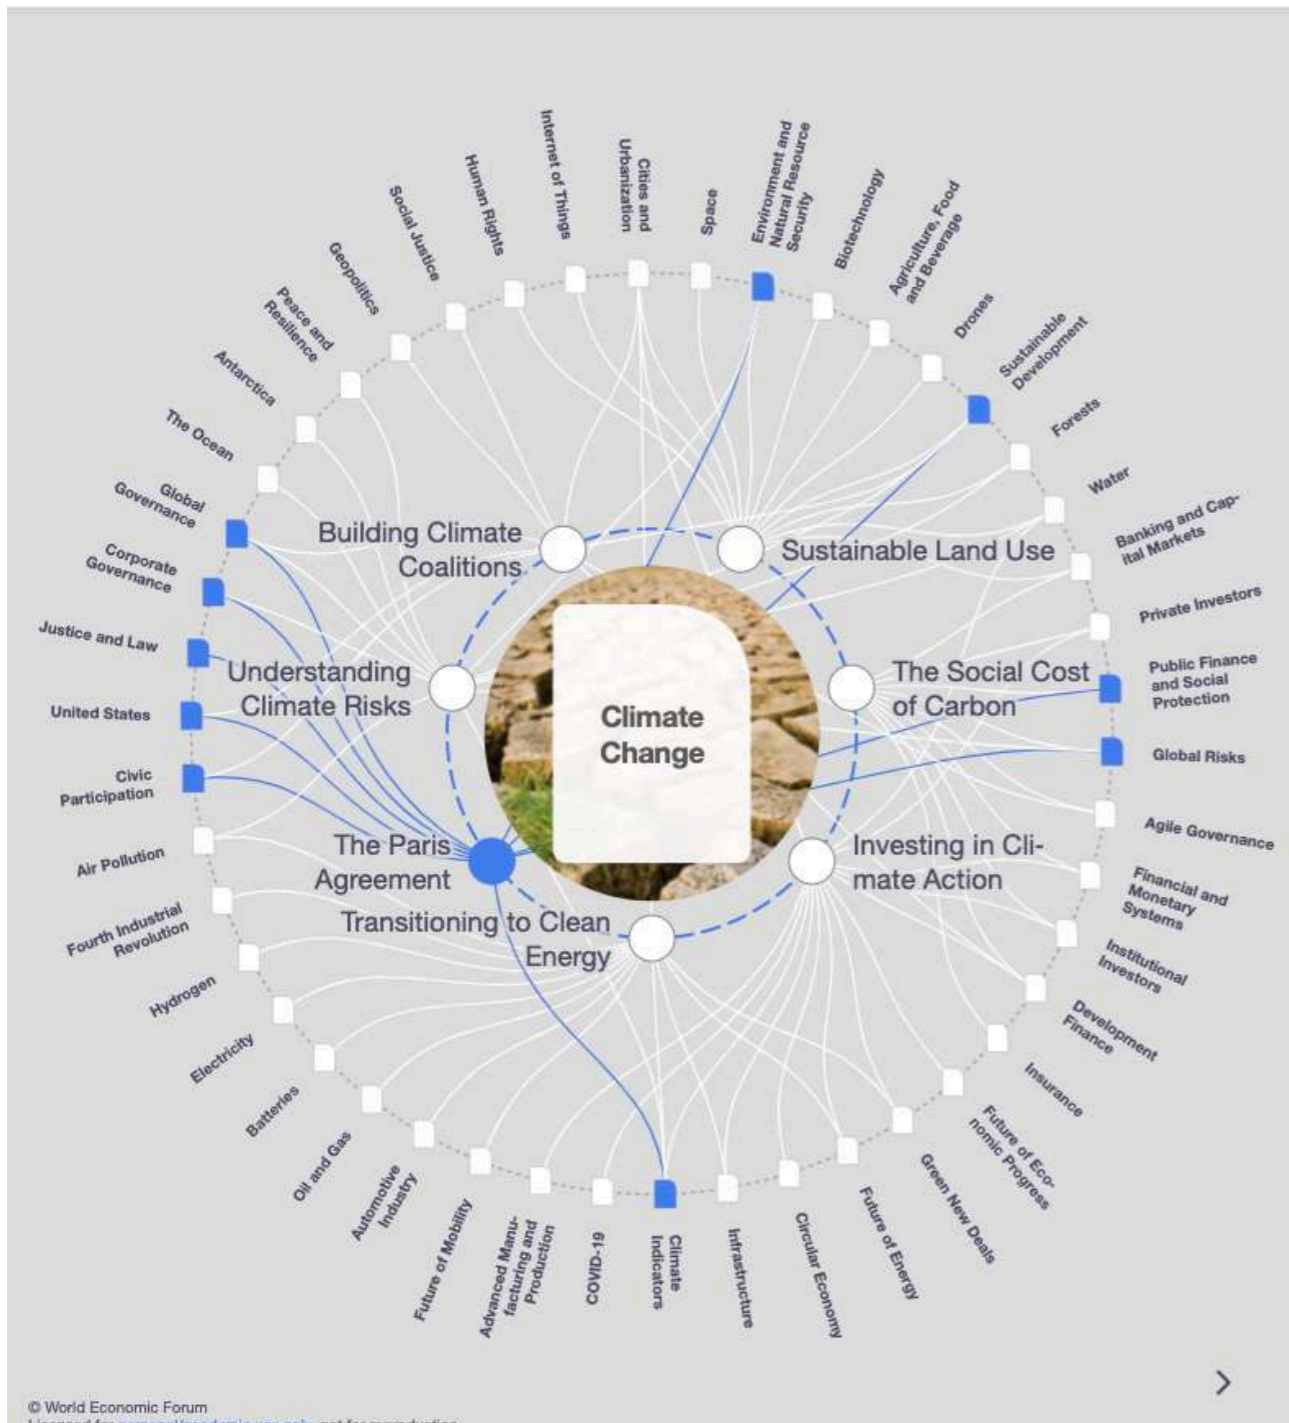 Internet of Things
Cities and
Urbanization
Space
Environment and
Natural Resource
Security
Biotechnology
Agriculture, Food
and Beverage
Drones
Sustainable
Development
Forests
Water
Banking and Cap-
ital Markets
Private Investors
Public Finance
and Social
Protection
Global Risks
Agile Governance
Financial and
Monetary
Systems
Institutional
Investors
Development
Finance
Insurance
Future of Eco-
nomic Progress
Green New Deals
Future of Energy
Circular Economy
Infrastructure
Climate
Indicators
COVID-19
Advanced Manu-
facturing and
Production
Future of Mobility
Automotive
Industry
Oil and Gas
Batteries
Electricity
Hydrogen
Fourth Industrial
Revolution
Air Pollution
Civic
Participation
United States
Justice and Law
Corporate
Governance
Global
Governance
The Ocean
Antarctica
Peace and
Resilience
Geopolitics
Social Justice
Human Rights
Building Climate
Coalitions
Sustainable Land Use
Understanding
Climate Risks
The Social Cost
of Carbon
Climate
Change
The Paris
Agreement
Investing in Cli-
mate Action
Transitioning to Clean
Energy
© World Economic Forum